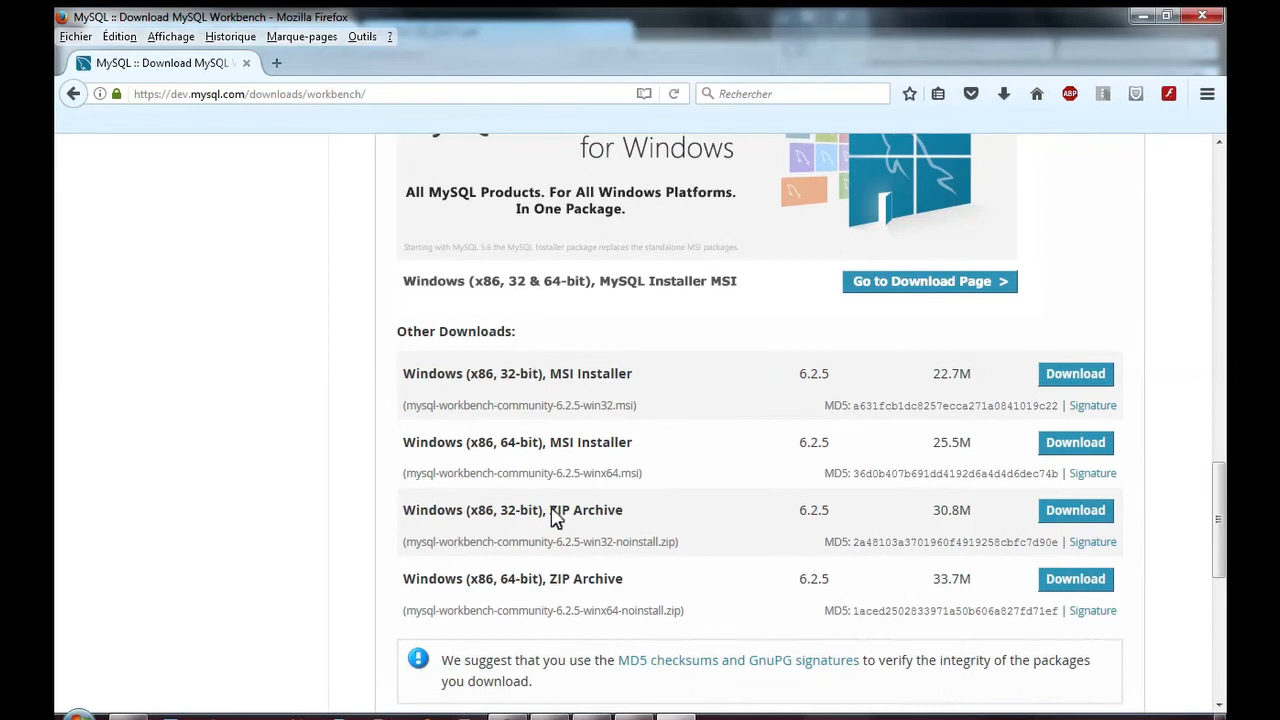 MySQL :: Download MySQL Workbench - Mozilla Firefox
Fichier Édition Affichage Historique Marque-pages Outils ?
MySQL :: Download MySQL
https://dev.mysql.com/downloads/workbench/
Rechercher
ABP
for Windows
All MySQL Products. For All Windows Platforms.
In One Package.
Starting with MySQL 5.6 the MySQL Installer package replaces the standalone MSI packages.
Windows (x86, 32 & 64-bit), MySQL Installer MSI Go to Download Page >
Other Downloads:
Windows (x86, 32-bit), MSI Installer 6.2.5 22.7M Download
(mysql-workbench-community-6.2.5-win32.msi) MD5: a631fcb1dc8257ecca271a0841019c22 | Signature
Windows (x86, 64-bit), MSI Installer 6.2.5 25.5M Download
(mysql-workbench-community-6.2.5-winx64.msi) MD5: 36d0b407b691dd4192d6a4d4d6dec74b | Signature
Windows (x86, 32-bit), ZIP Archive 6.2.5 30.8M Download
(mysql-workbench-community-6.2.5-win32-noinstall.zip) MD5: 2a48103a3701960f4919258cbfc7d90e | Signature
Windows (x86, 64-bit), ZIP Archive 6.2.5 33.7M Download
(mysql-workbench-community-6.2.5-winx64-noinstall.zip) MD5: 1aced2502833971a50b606a827fd71ef | Signature
We suggest that you use the MD5 checksums and GnuPG signatures to verify the integrity of the packages
you download.